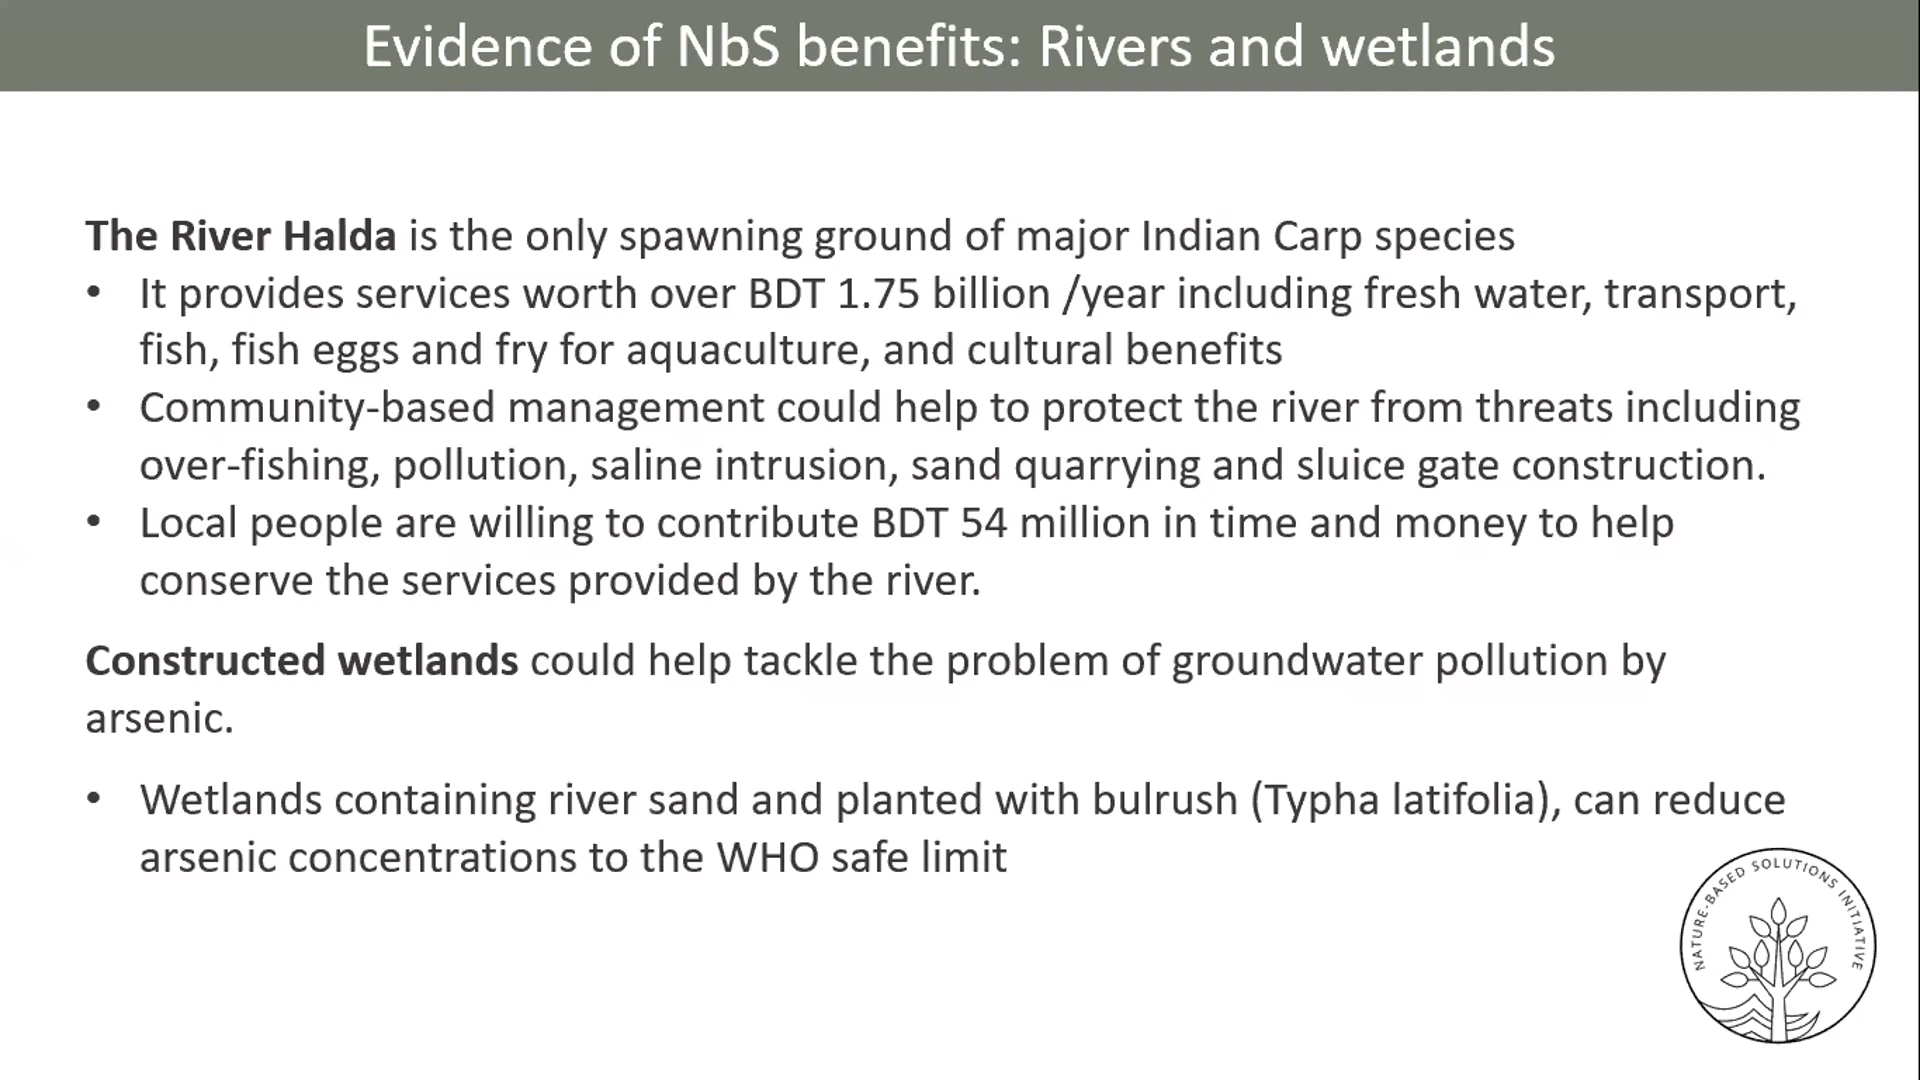 Evidence of NbS benefits: Rivers and wetlands
The River Halda is the only spawning ground of major Indian Carp species
• It provides services worth over BDT 1.75 billion /year including fresh water, transport,
fish, fish eggs and fry for aquaculture, and cultural benefits
• Community-based management could help to protect the river from threats including
over-fishing, pollution, saline intrusion, sand quarrying and sluice gate construction.
• Local people are willing to contribute BDT 54 million in time and money to help
conserve the services provided by the river.
Constructed wetlands could help tackle the problem of groundwater pollution by
arsenic.
• Wetlands containing river sand and planted with bulrush (Typha latifolia), can reduce
arsenic concentrations to the WHO safe limit
NATURE-BASED SOLUTIONS INITIATIVE